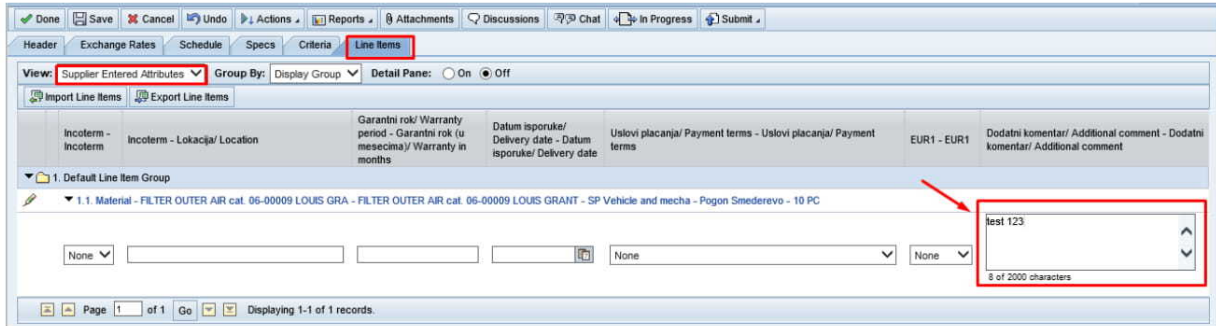 Done Save Cancel Undo Actions Reports Attachments Discussions Chat In Progress Submit
Header Exchange Rates Schedule Specs Criteria Line Items
View: Supplier Entered Attributes Group By: Display Group Detail Pane: On Off
Import Line Items Export Line Items
Incoterm -
Incoterm
Incoterm - Lokacija/ Location
Garantni rok/ Warranty
period - Garantni rok (u
mesecima)/ Warranty in
months
Datum isporuke/
Delivery date - Datum
isporuke/ Delivery date
Uslovi placanja/ Payment terms - Uslovi placanja/ Payment
terms
EUR1 - EUR1
Dodatni komentar/ Additional comment - Dodatni
komentar/ Additional comment
1. Default Line Item Group
1.1. Material - FILTER OUTER AIR cat. 06-00009 LOUIS GRA - FILTER OUTER AIR cat. 06-00009 LOUIS GRANT - SP Vehicle and mecha - Pogon Smederevo - 10 PC
test 123
None None None
8 of 2000 characters
Page 1 of 1 Go Displaying 1-1 of 1 records.